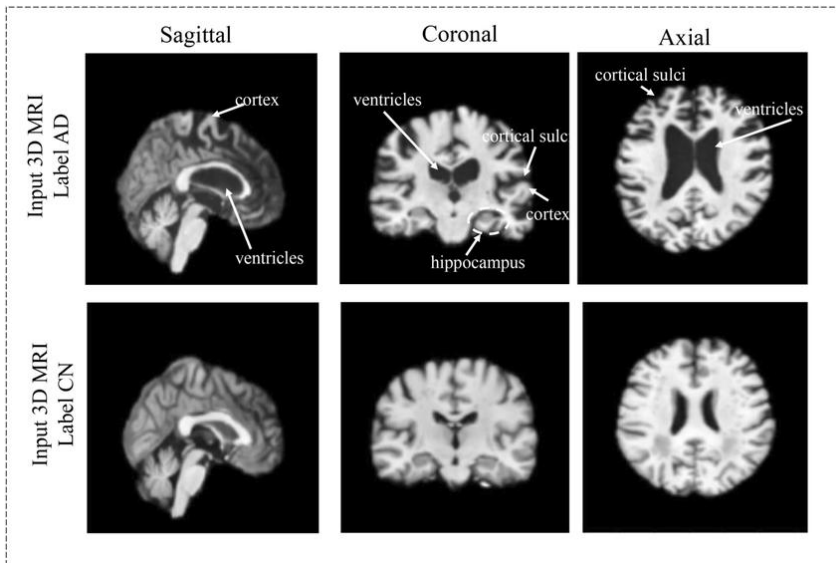 Sagittal
Coronal
Axial
Input 3D MRI
Label AD
cortex
ventricles
ventricles
cortical sulc
cortex
hippocampus
cortical sulci
ventricles
Input 3D MRI
Label CN